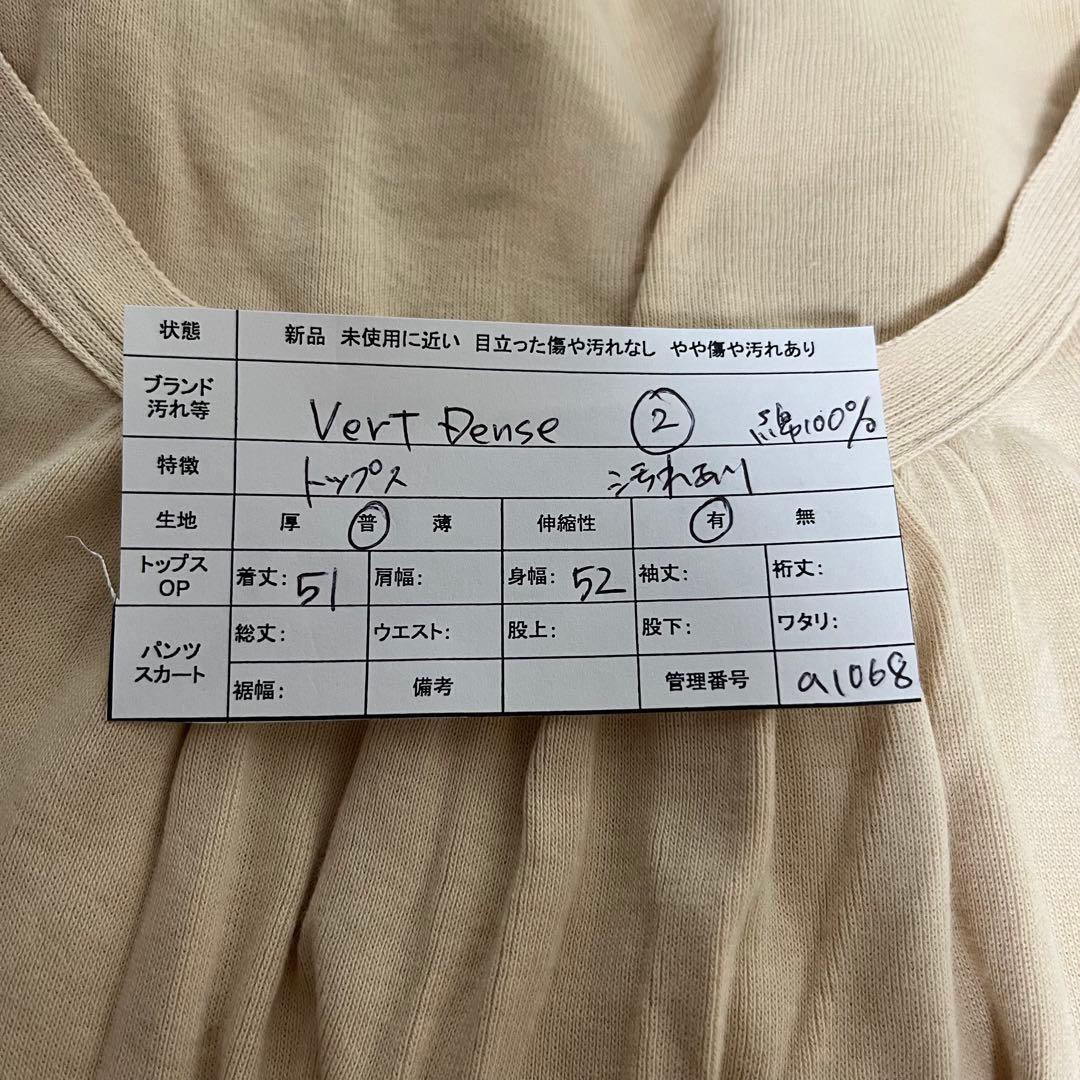 状態 新品 未使用に近い 目立った傷や汚れなし やや傷や汚れあり
ブランド
汚れ等 Vert Dense ② 綿100%
特徴 トップス 汚れあり
生地 厚 普 薄 伸縮性 有 無
トップス
OP 着丈: 51 肩幅: 身幅: 52 袖丈: 裄丈:
パンツ
スカート 総丈: ウエスト: 股上: 股下: ワタリ:
裾幅: 備考 管理番号 a1068